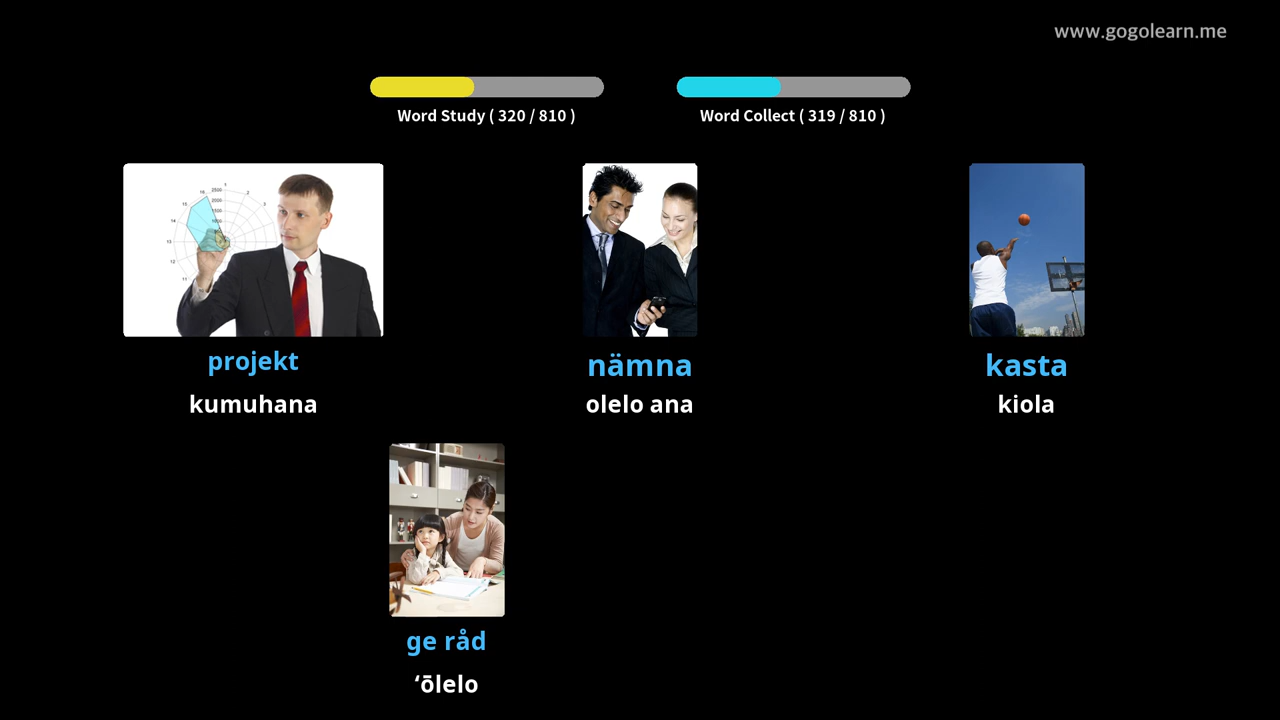 www.gogolearn.me
Word Study ( 320 / 810 )
Word Collect ( 319 / 810 )
projekt
kumuhana
nämna
olelo ana
kasta
kiola
ge råd
ʻōlelo